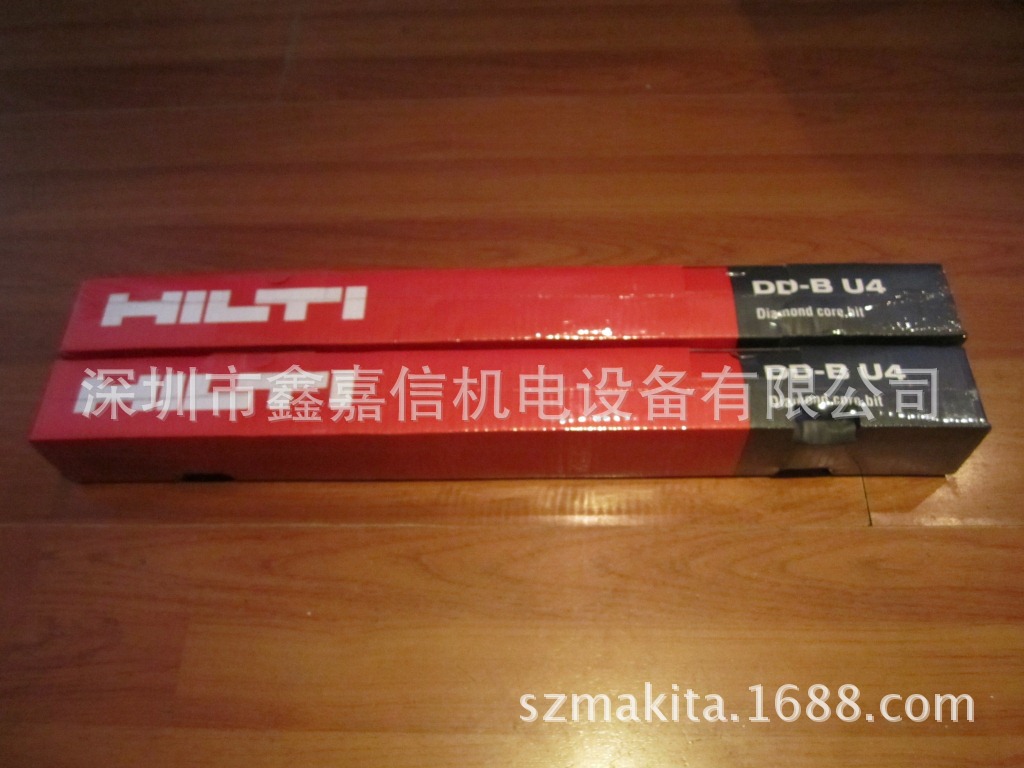 HILTI
DD-B U4
Diamond core bit
HILTI
DD-B U4
Diamond core bit
深圳市鑫嘉信机电设备有限公司
szmakita.1688.com